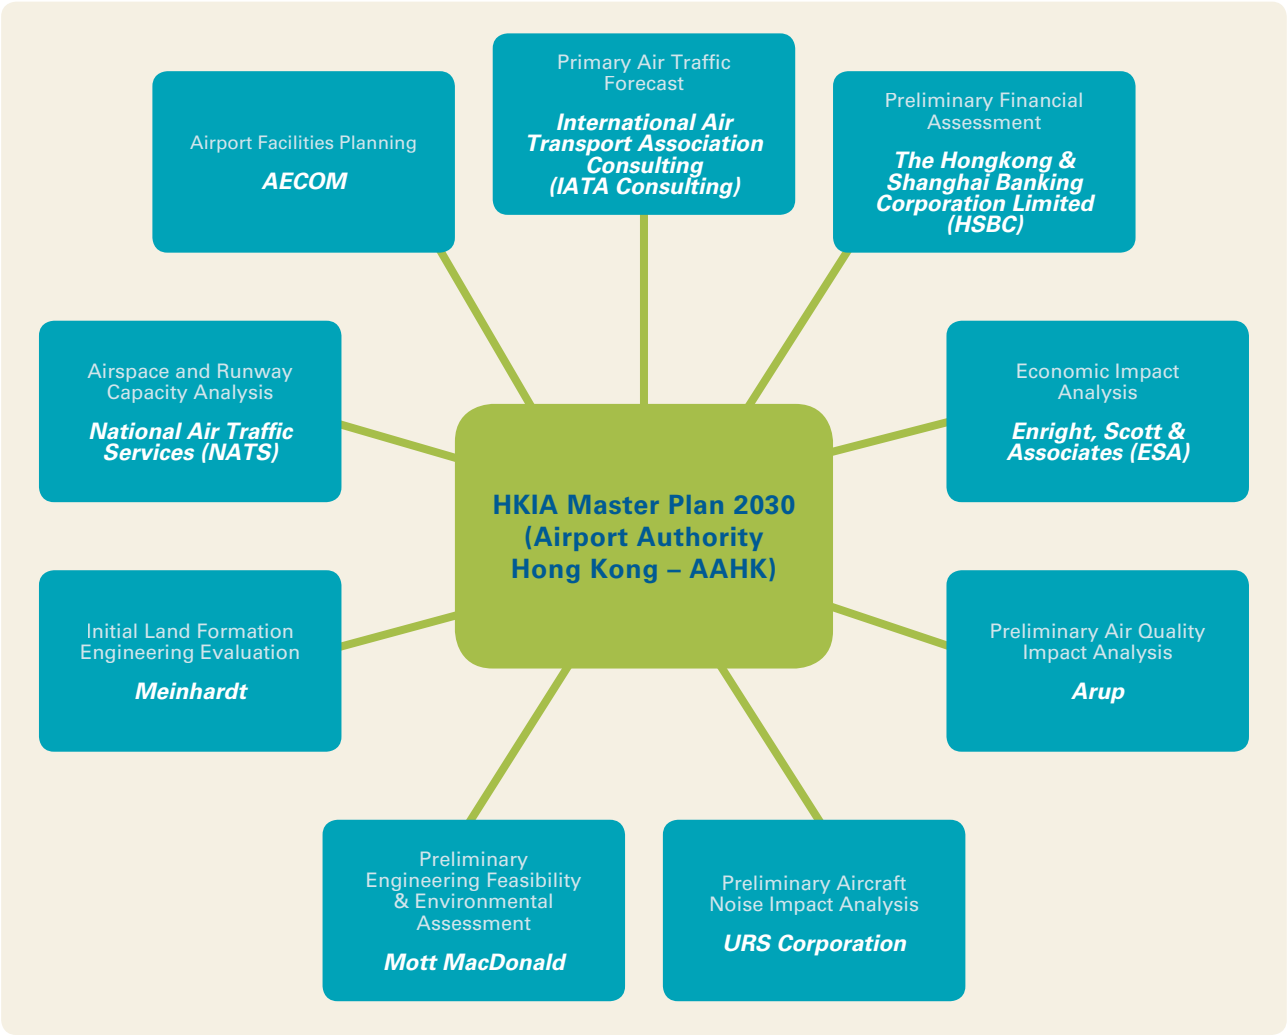 Primary Air Traffic
Forecast
International Air
Transport Association
Consulting
(IATA Consulting)
Airport Facilities Planning
AECOM
Preliminary Financial
Assessment
The Hongkong &
Shanghai Banking
Corporation Limited
(HSBC)
Airspace and Runway
Capacity Analysis
National Air Traffic
Services (NATS)
Economic Impact
Analysis
Enright, Scott &
Associates (ESA)
HKIA Master Plan 2030
(Airport Authority
Hong Kong – AAHK)
Initial Land Formation
Engineering Evaluation
Meinhardt
Preliminary Air Quality
Impact Analysis
Arup
Preliminary
Engineering Feasibility
& Environmental
Assessment
Mott MacDonald
Preliminary Aircraft
Noise Impact Analysis
URS Corporation